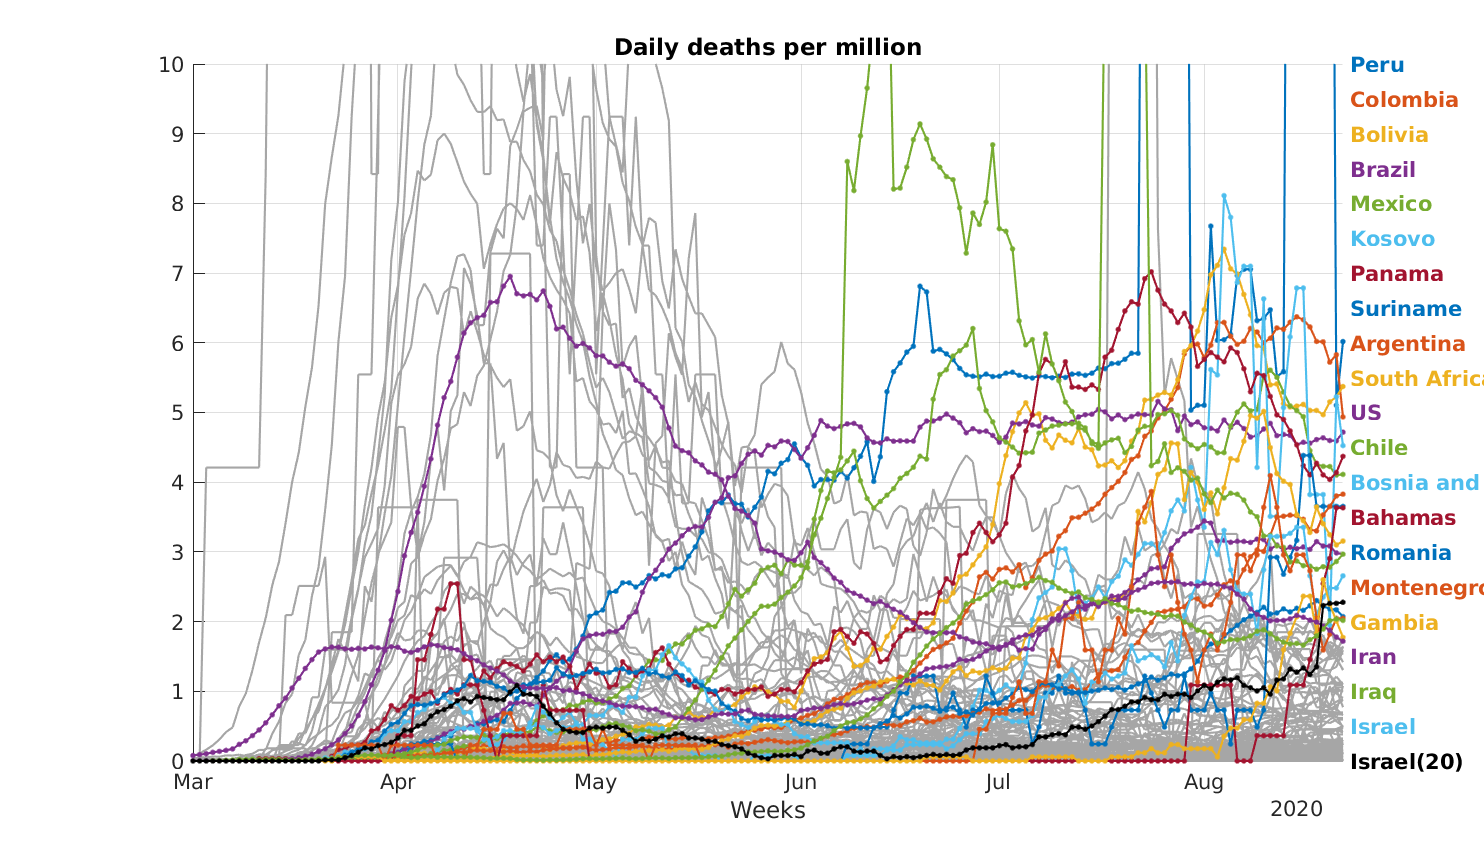 Daily deaths per million
10
9
8
7
6
5
4
3
2
1
0
Mar
Apr
May
Jun
Jul
Aug
Weeks
2020
Peru
Colombia
Bolivia
Brazil
Mexico
Kosovo
Panama
Suriname
Argentina
South Afric
US
Chile
Bosnia and
Bahamas
Romania
Montenegro
Gambia
Iran
Iraq
Israel
Israel(20)